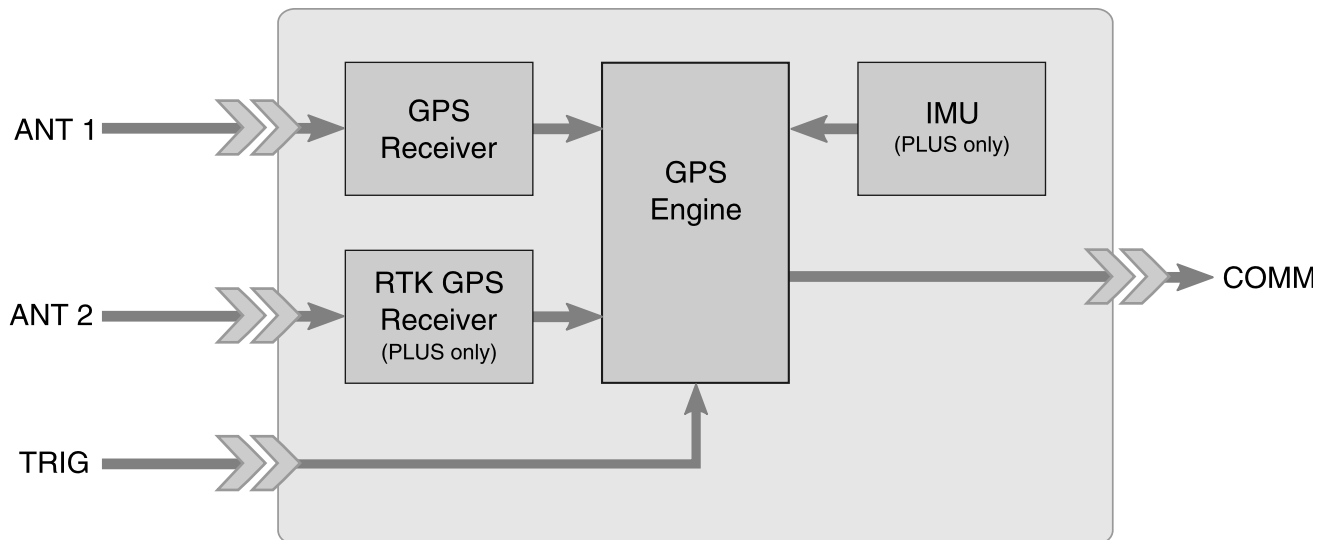 ANT 1
GPS
Receiver
GPS
Engine
IMU
(PLUS only)
ANT 2
RTK GPS
Receiver
(PLUS only)
COMM
TRIG